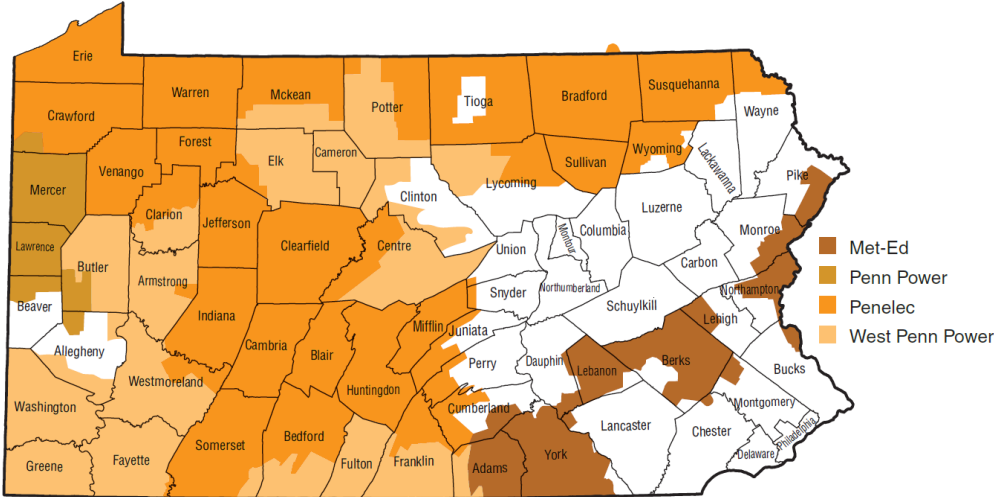 Erie
Warren
Mckean
Potter
Tioga
Bradford
Susquehanna
Wayne
Crawford
Forest
Elk
Cameron
Venango
Clinton
Lycoming
Sullivan
Wyoming
Lackawanna
Pike
Mercer
Clarion
Jefferson
Clearfield
Centre
Union
Montour
Columbia
Luzerne
Monroe
Carbon
Lawrence
Butler
Armstrong
Snyder
Northumberland
Schuylkill
Northampton
Lehigh
Beaver
Indiana
Cambria
Blair
Mifflin
Juniata
Perry
Dauphin
Lebanon
Berks
Bucks
Allegheny
Westmoreland
Huntingdon
Cumberland
Lancaster
Montgomery
Chester
Philadelphia
Delaware
Washington
Somerset
Bedford
Fulton
Franklin
Adams
York
Greene
Fayette
Met-Ed
Penn Power
Penelec
West Penn Power